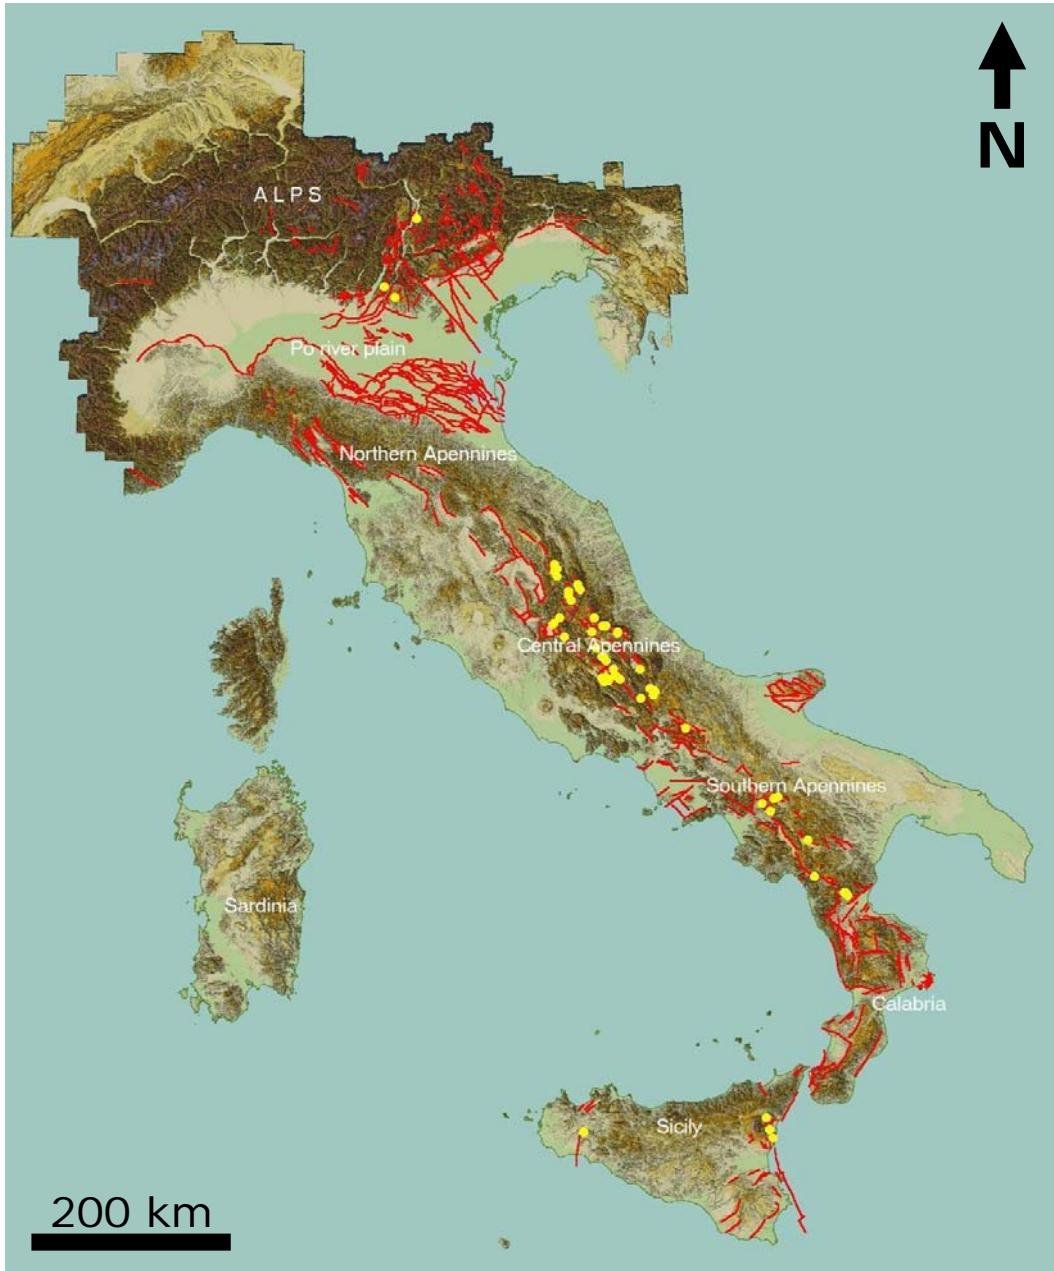 N
ALPS
Po river plain
Northern Apennines
Central Apennines
Southern Apennines
Sardinia
Calabria
Sicily
200 km